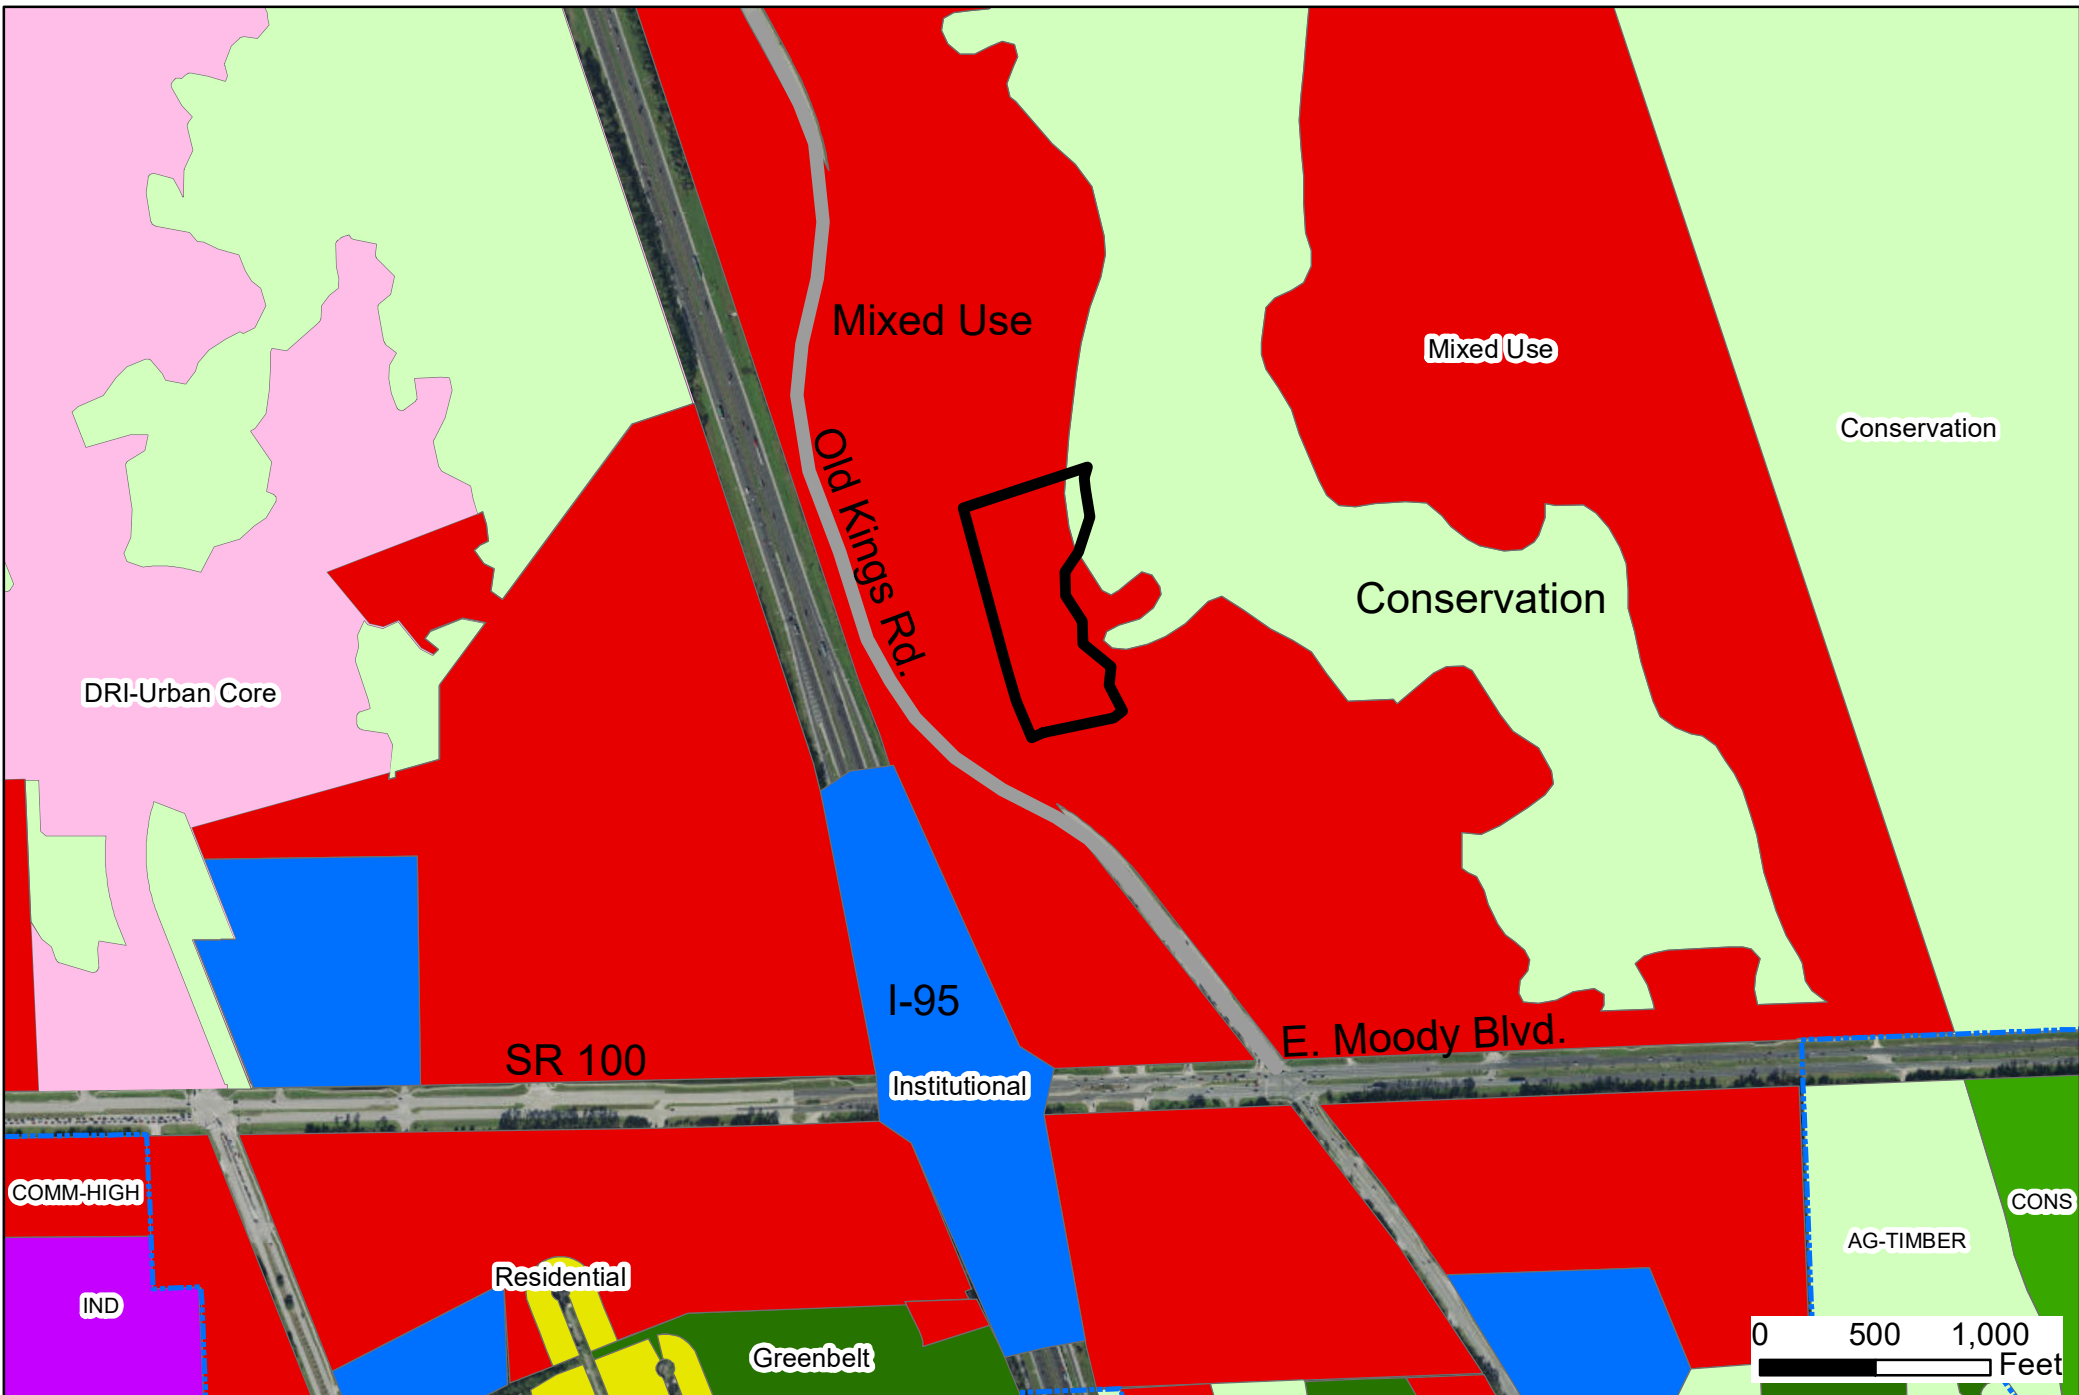 Mixed Use
Mixed Use
Conservation
Old Kings Rd.
Conservation
DRI-Urban Core
I-95
SR 100
E. Moody Blvd.
Institutional
COMM-HIGH
CONS
AG-TIMBER
Residential
IND
Greenbelt
0 500 1,000
Feet